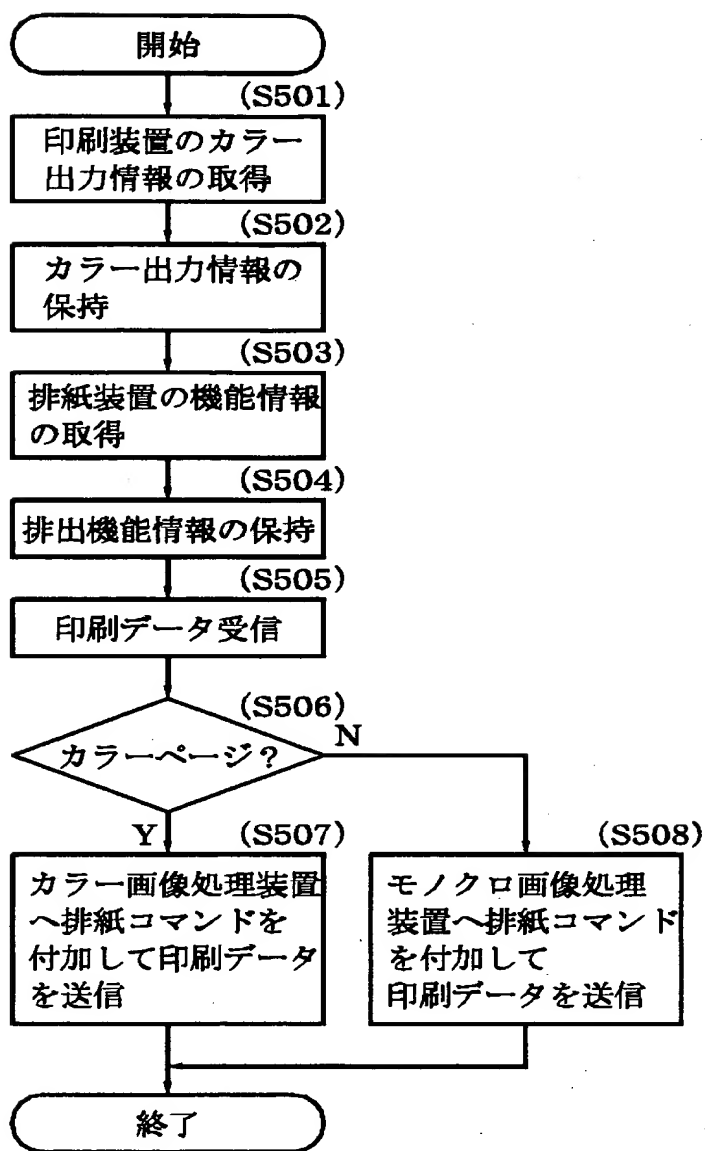 開始
(S501)
印刷装置のカラー
出力情報の取得
(S502)
カラー出力情報の
保持
(S503)
排紙装置の機能情報
の取得
(S504)
排出機能情報の保持
(S505)
印刷データ受信
(S506)
カラーページ？
N
Y
(S507)
カラー画像処理装置
へ排紙コマンドを
付加して印刷データ
を送信
(S508)
モノクロ画像処理
装置へ排紙コマンド
を付加して
印刷データを送信
終了